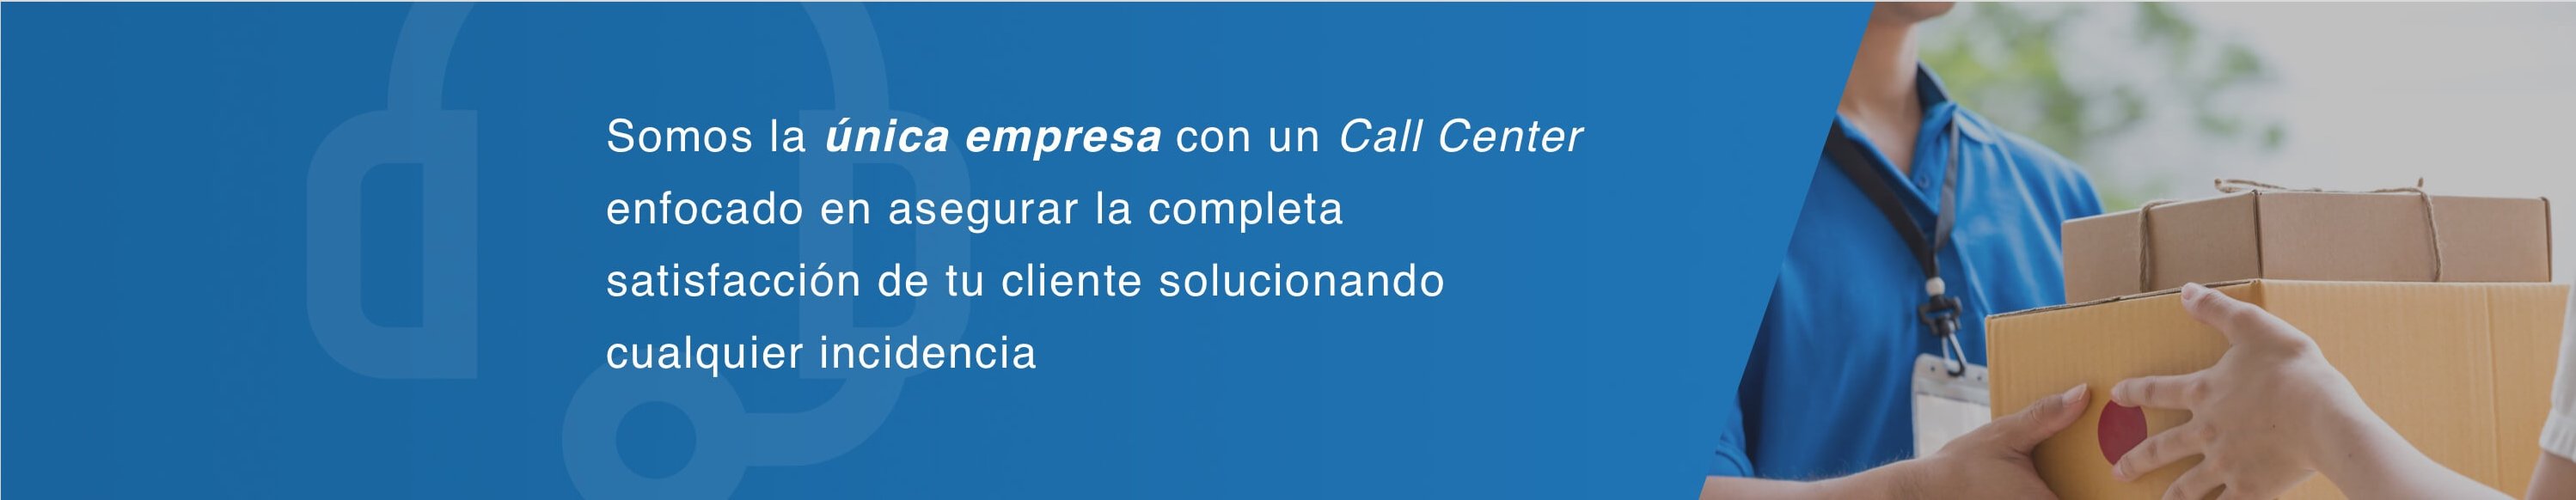 Somos la única empresa con un Call Center
enfocado en asegurar la completa
satisfacción de tu cliente solucionando
cualquier incidencia